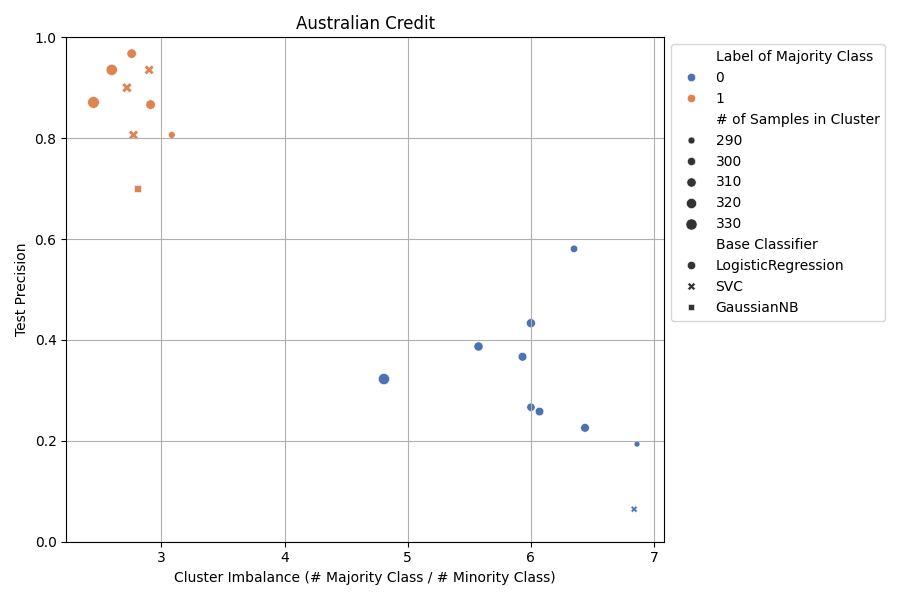 Australian Credit
Test Precision
1.0
0.8
0.6
0.4
0.2
0.0
3
4
5
6
7
Cluster Imbalance (# Majority Class / # Minority Class)
Label of Majority Class
0
1
# of Samples in Cluster
290
300
310
320
330
Base Classifier
LogisticRegression
SVC
GaussianNB